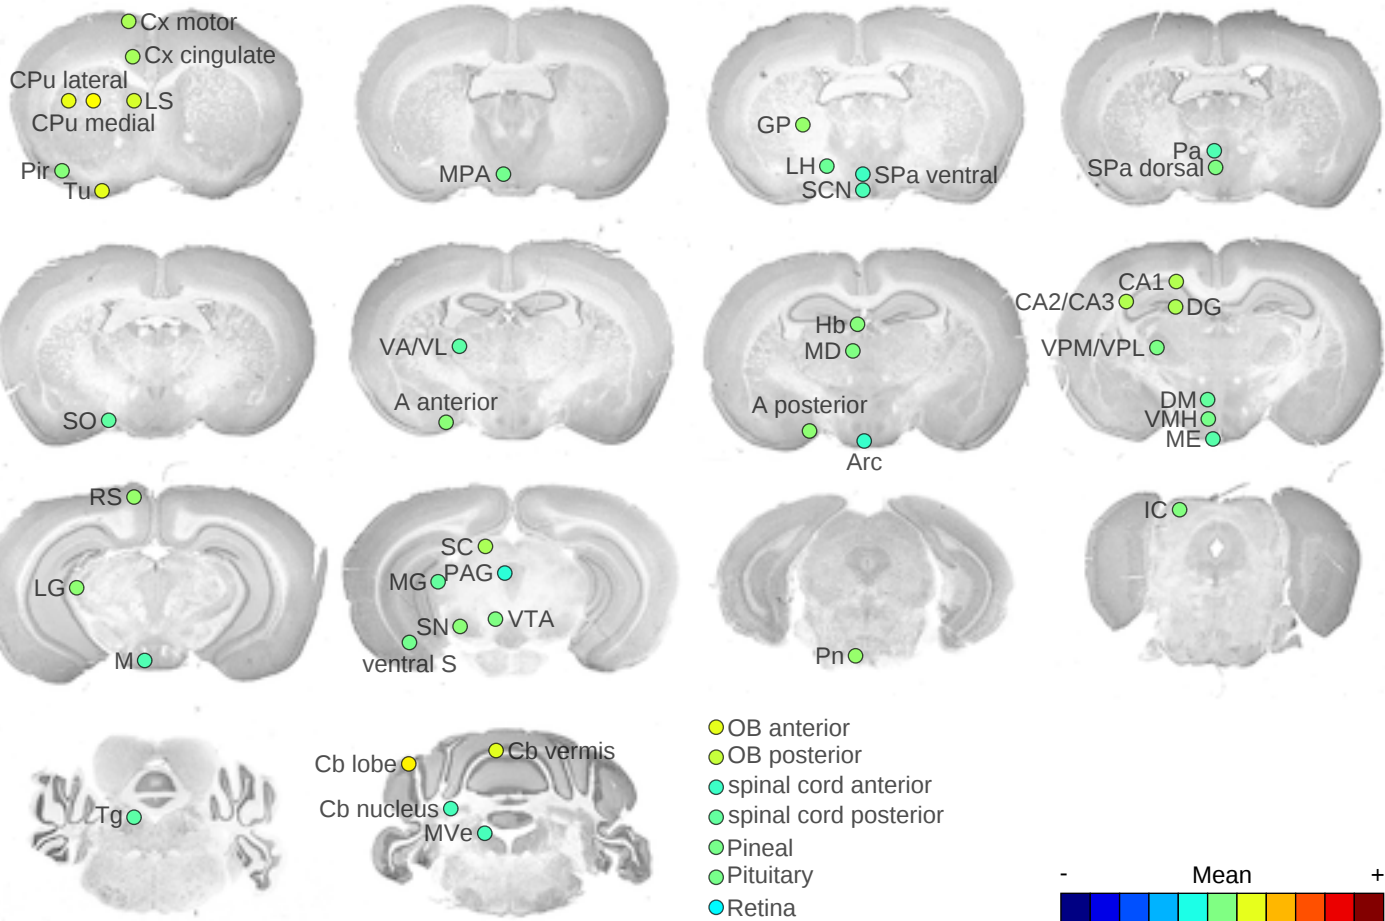 Cx motor
Cx cingulate
CPu lateral
LS
CPu medial
Pir
Tu
MPA
GP
LH
SPa ventral
SCN
Pa
SPa dorsal
SO
VA/VL
A anterior
Hb
MD
A posterior
Arc
CA1
CA2/CA3
DG
VPM/VPL
DM
VMH
ME
RS
LG
M
SC
MG
PAG
SN
VTA
ventral S
Pn
IC
Tg
Cb lobe
Cb vermis
Cb nucleus
MVe
OB anterior
OB posterior
spinal cord anterior
spinal cord posterior
Pineal
Pituitary
Retina
- Mean +